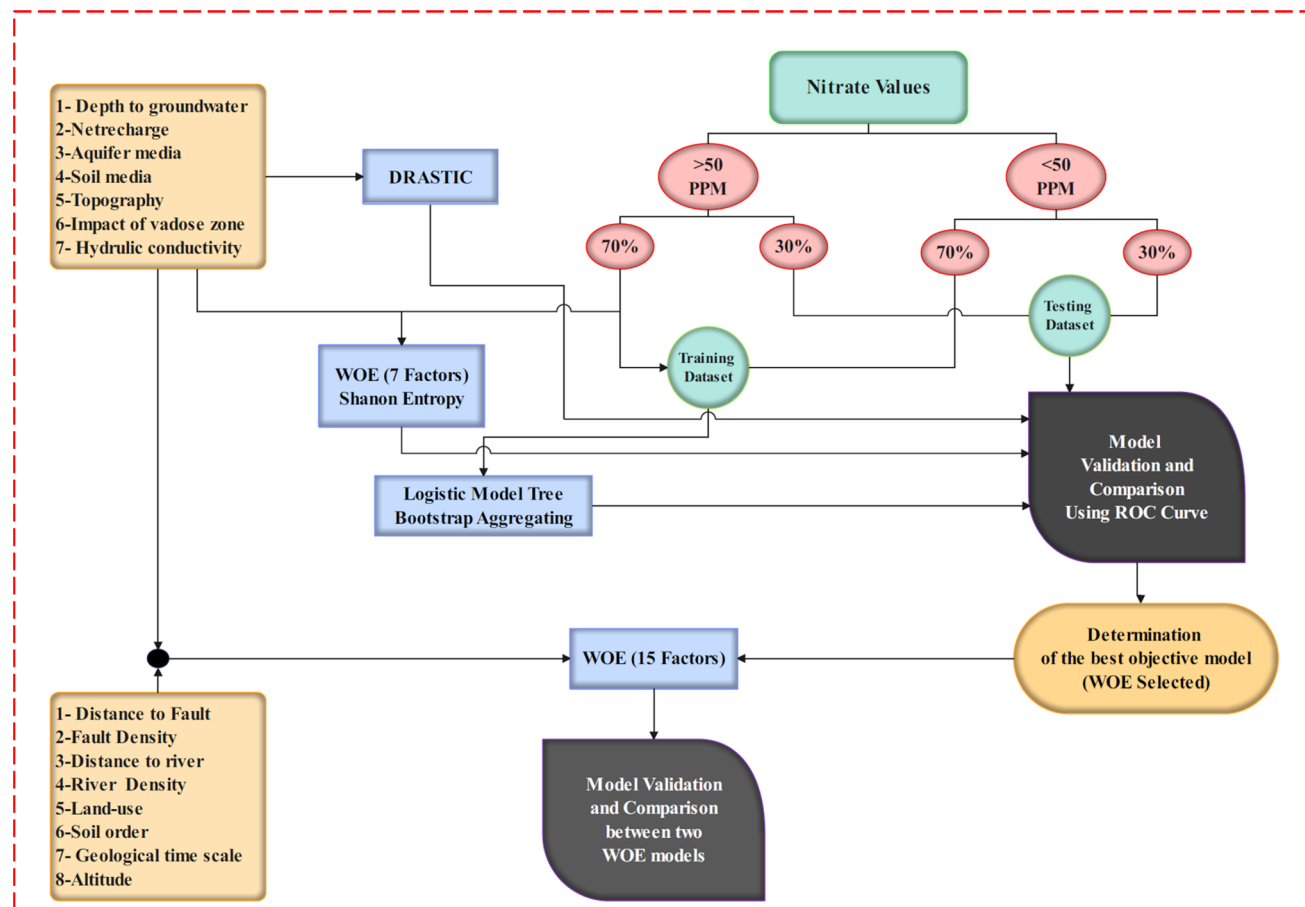 1- Depth to groundwater
2-Netrecharge
3-Aquifer media
4-Soil media
5-Topography
6-Impact of vadose zone
7- Hydrulic conductivity
DRASTIC
Nitrate Values
>50
PPM
<50
PPM
70%
30%
70%
30%
Testing
Dataset
Training
Dataset
WOE (7 Factors)
Shanon Entropy
Logistic Model Tree
Bootstrap Aggregating
Model
Validation and
Comparison
Using ROC Curve
Determination
of the best objective model
(WOE Selected)
WOE (15 Factors)
1- Distance to Fault
2-Fault Density
3-Distance to river
4-River Density
5-Land-use
6-Soil order
7- Geological time scale
8-Altitude
Model Validation
and Comparison
between two
WOE models